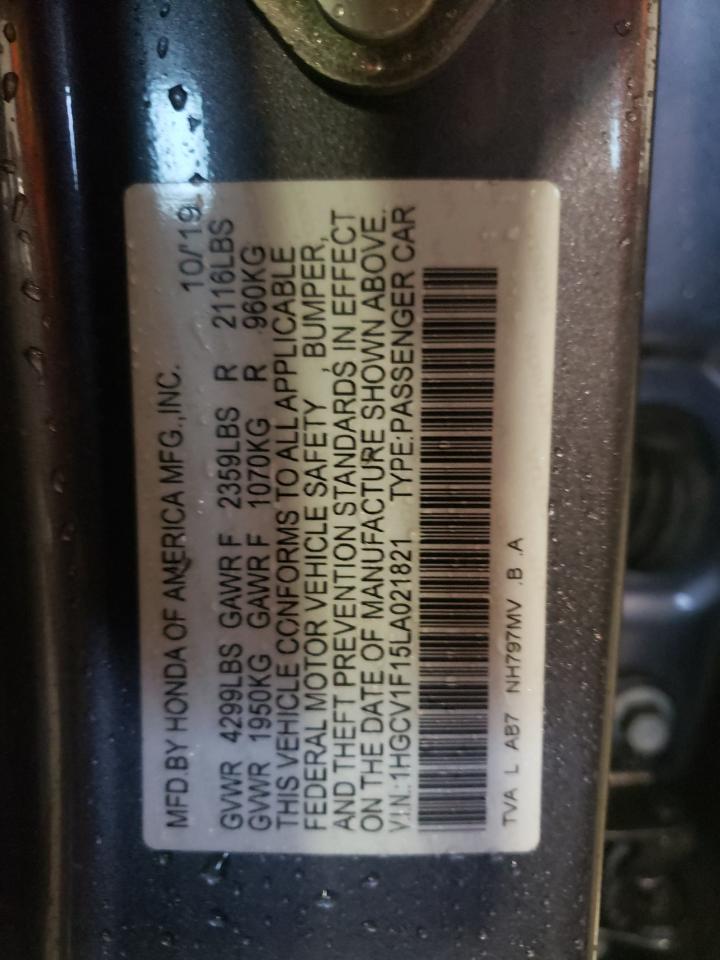 MFD.BY HONDA OF AMERICA MFG.,INC. 10/'19
GVWR 4299LBS GAWR F 2359LBS R 2116LBS
GVWR 1950KG GAWR F 1070KG R 960KG
THIS VEHICLE CONFORMS TO ALL APPLICABLE
FEDERAL MOTOR VEHICLE SAFETY , BUMPER,
AND THEFT PREVENTION STANDARDS IN EFFECT
ON THE DATE OF MANUFACTURE SHOWN ABOVE.
V.I.N.:1HGCV1F15LA021821 TYPE:PASSENGER CAR
TVA L AB7 NH797MV .B .A